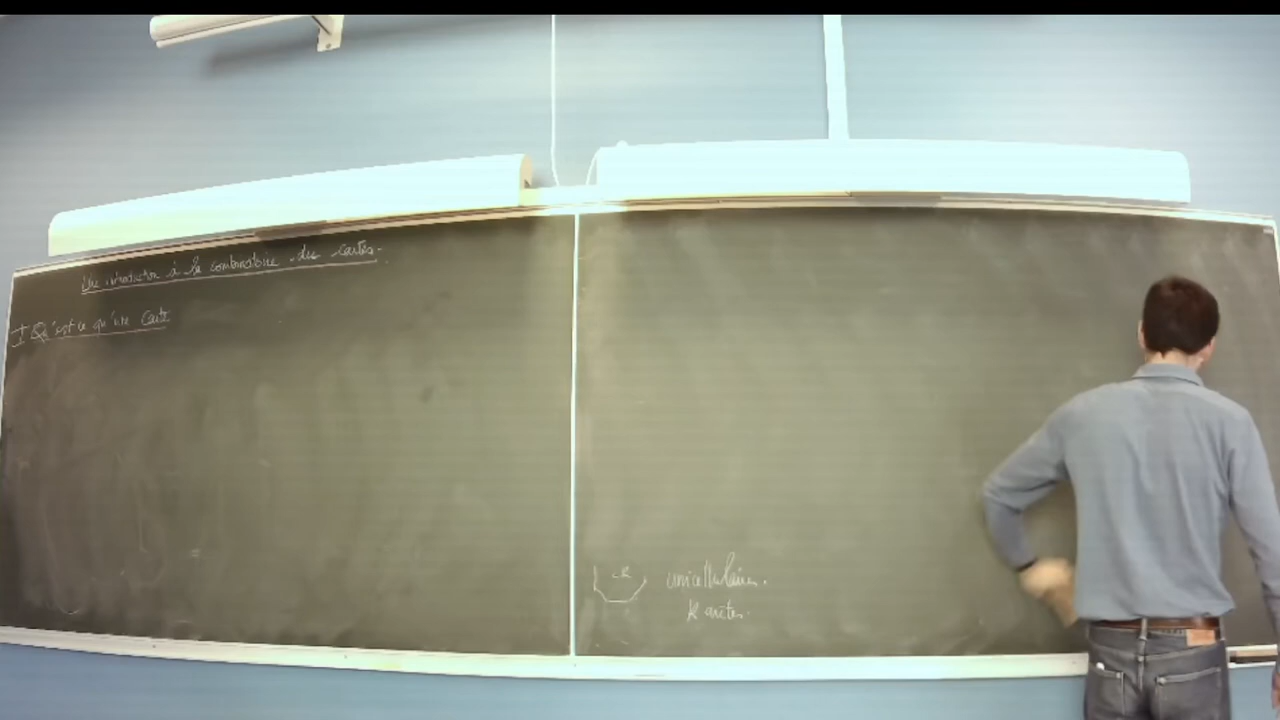 Une introduction à la combinatoire des cartes.
I Qu'est ce qu'une Carte
unicellulaire.
k arêtes.